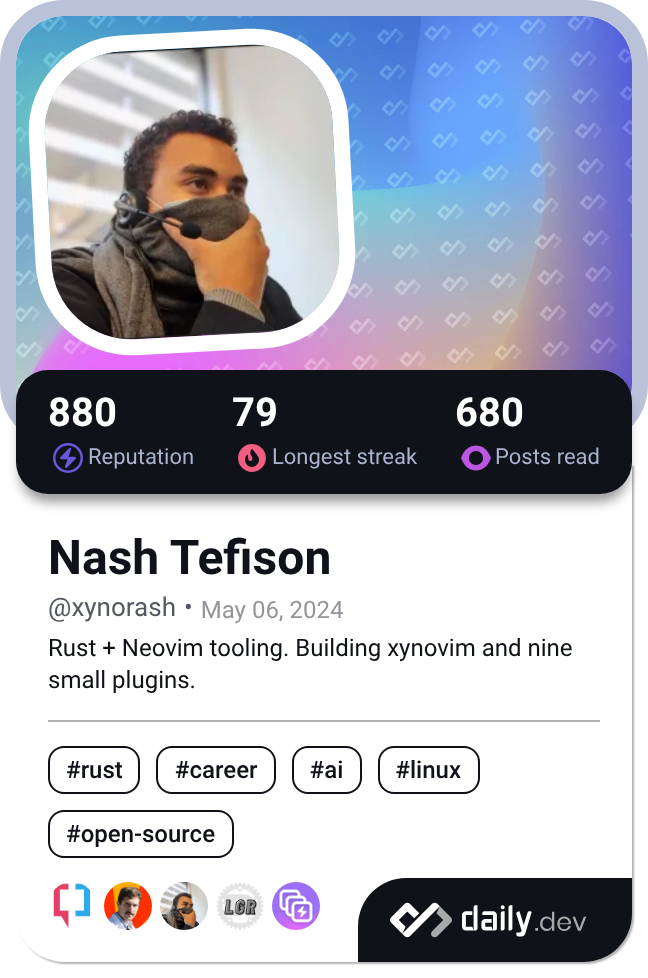 880
79
680
Reputation
Longest streak
Posts read
Nash Tefison
@xynorash • May 06, 2024
Rust + Neovim tooling. Building xynovim and nine
small plugins.
#rust
#career
#ai
#linux
#open-source
LGR
daily.dev